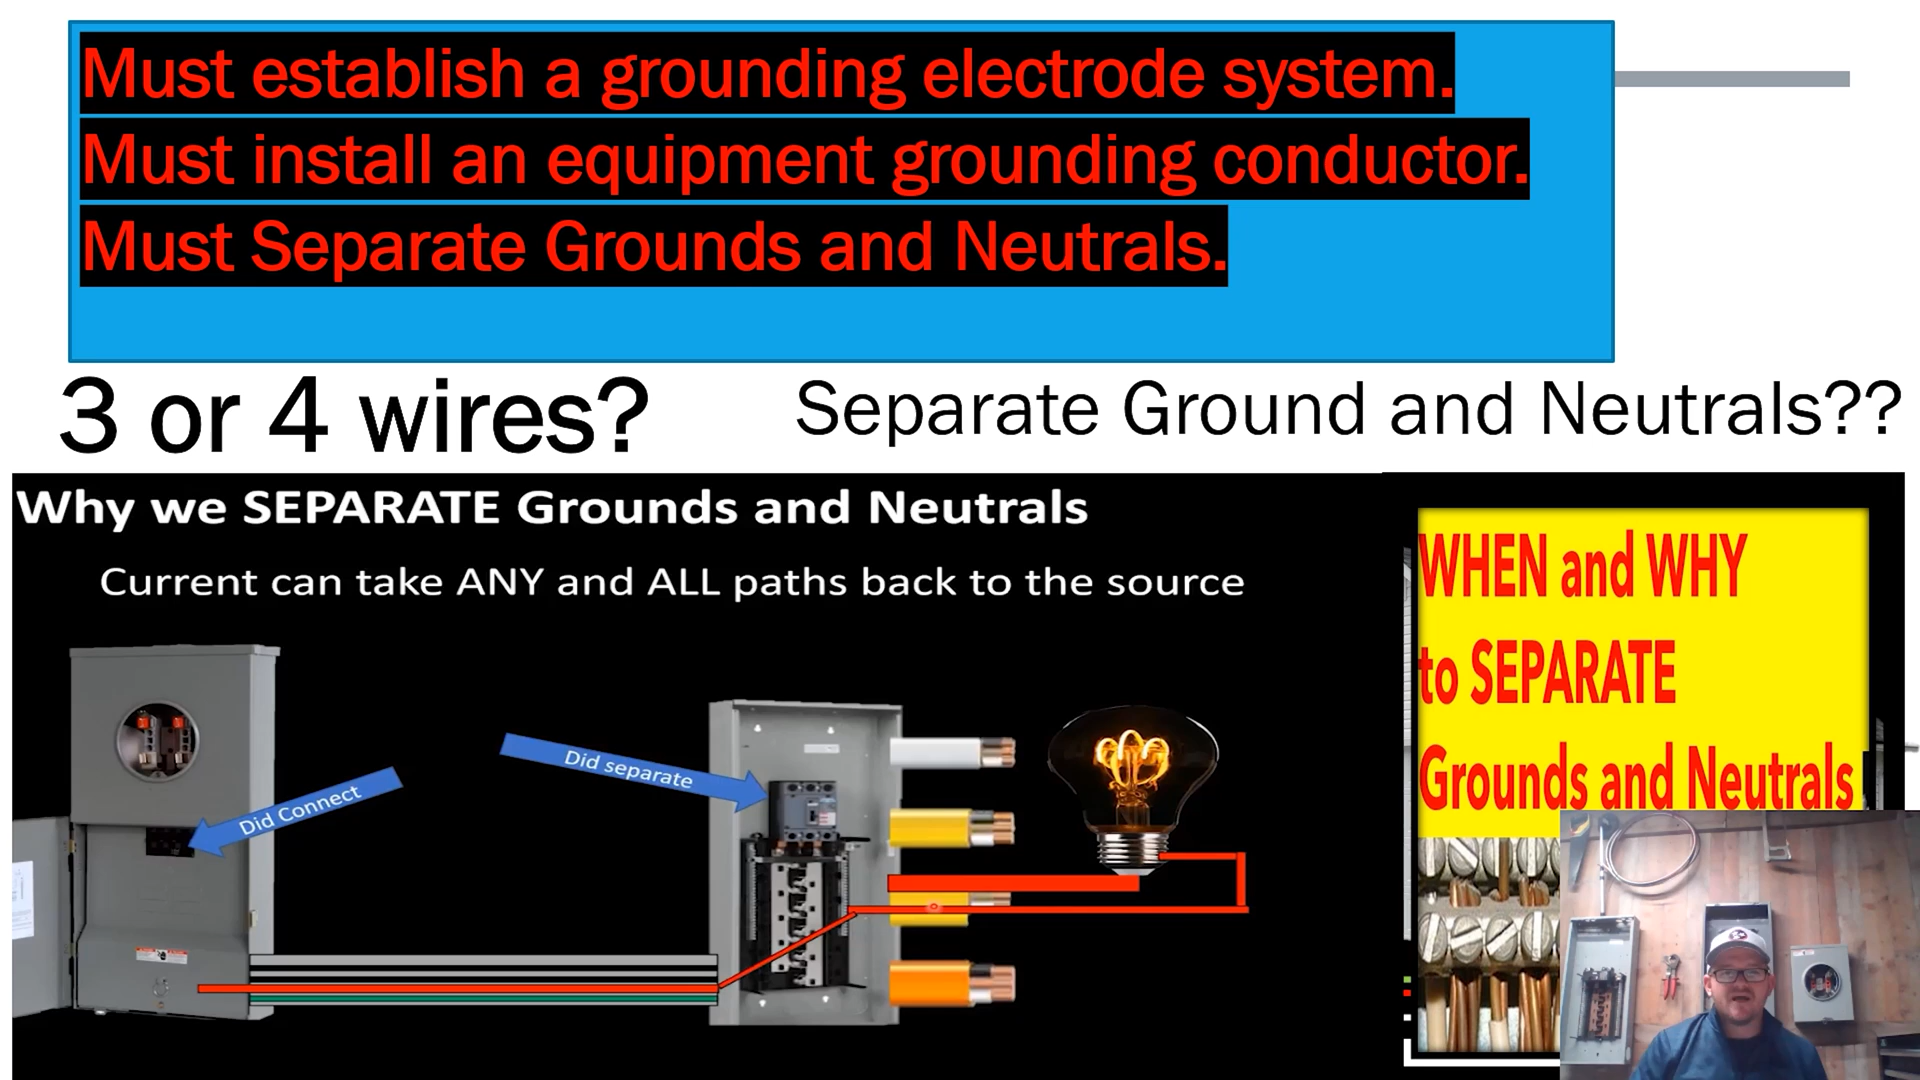 Must establish a grounding electrode system.
Must install an equipment grounding conductor.
Must Separate Grounds and Neutrals.
3 or 4 wires?
Separate Ground and Neutrals??
Why we SEPARATE Grounds and Neutrals
Current can take ANY and ALL paths back to the source
Did Connect
Did separate
WHEN and WHY
to SEPARATE
Grounds and Neutrals